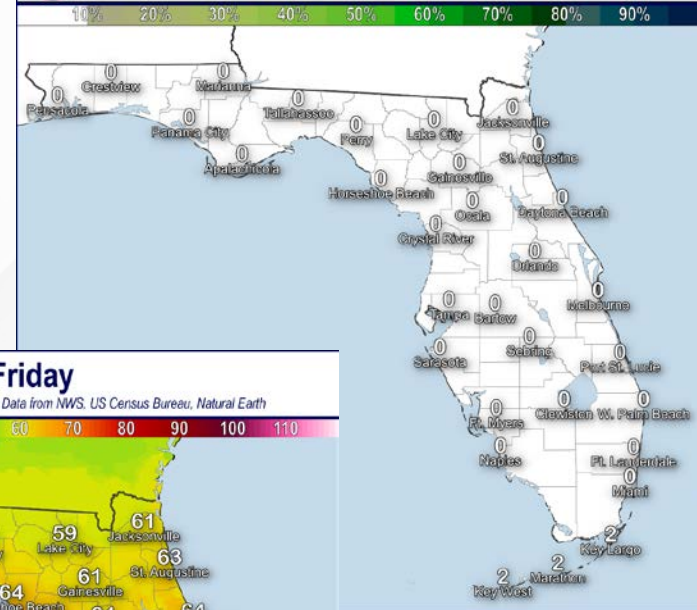 10% 20% 30% 40% 50% 60% 70% 80% 90%
0 Crestview
0 Marianna
0 Pensacola
0 Panama City
0 Tallahassee
0 Perry
0 Lake City
0 Jacksonville
0 Apalachicola
0 St. Augustine
0 Gainesville
0 Horseshoe Beach
0 Ocala
0 Daytona Beach
0 Crystal River
0 Orlando
0 Melbourne
0 Tampa
0 Bartow
0 Sarasota
0 Sebring
0 Port St. Lucie
0 Ft. Myers
0 Clewiston
0 W. Palm Beach
0 Naples
0 Ft. Lauderdale
0 Miami
2 Key Largo
2 Marathon
2 Key West
Friday
Data from NWS, US Census Bureau, Natural Earth
60 70 80 90 100 110
61
Jacksonville
59
Lake City
63
St. Augustine
61
Gainesville
64
Beach
64